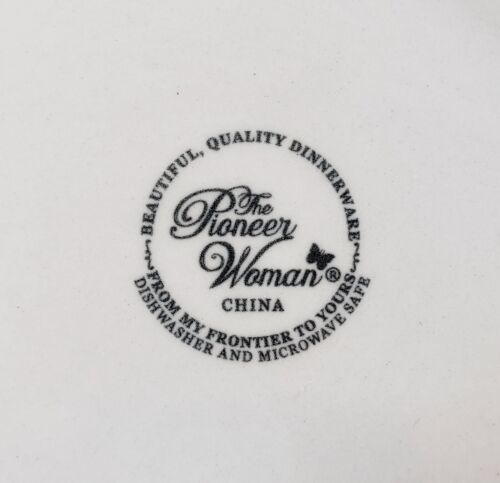 BEAUTIFUL, QUALITY DINNERWARE
The
Pioneer
Woman®
CHINA
FROM MY FRONTIER TO YOURS
DISHWASHER AND MICROWAVE SAFE